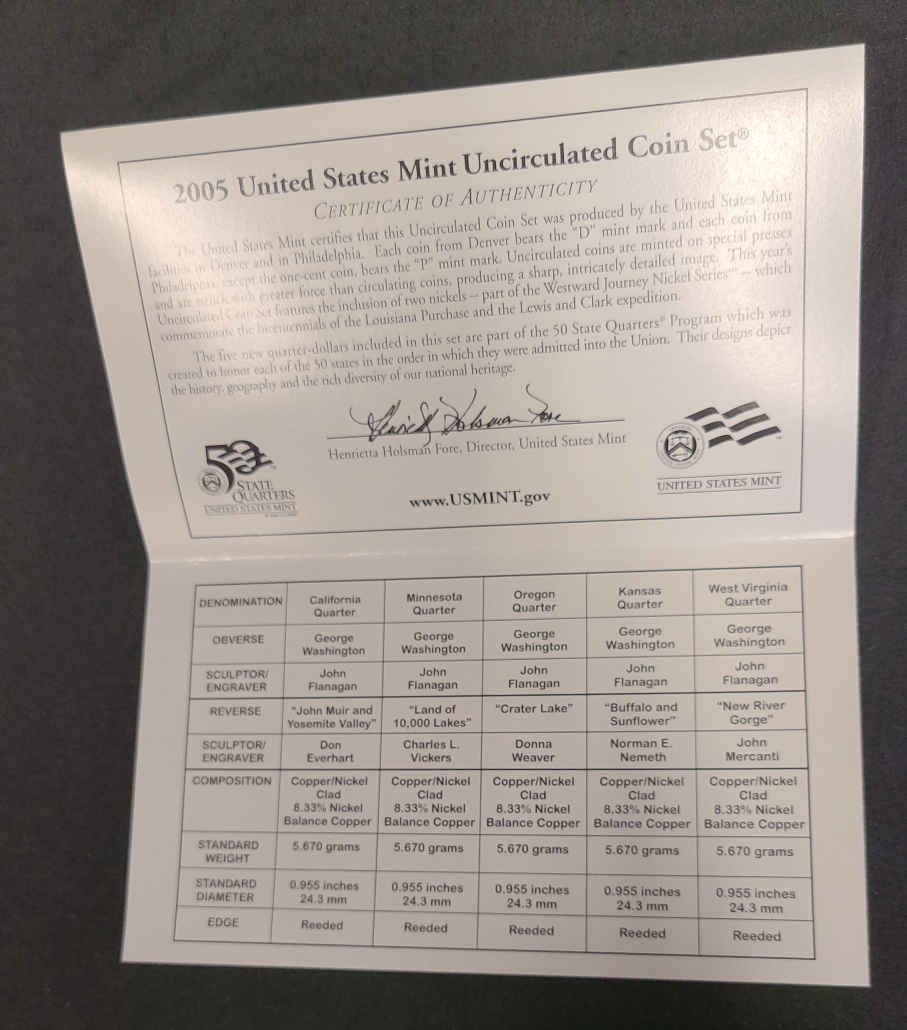 2005 United States Mint Uncirculated Coin Set®
CERTIFICATE OF AUTHENTICITY
The United States Mint certifies that this Uncirculated Coin Set was produced by the United States Mint
facilities in Denver and in Philadelphia. Each coin from Denver bears the "D" mint mark and each coin from
Philadelphia, except the one-cent coin, bears the "P" mint mark. Uncirculated coins are minted on special presses
and are struck with greater force than circulating coins, producing a sharp, intricately detailed image. This year's
Uncirculated Coin Set features the inclusion of two nickels – part of the Westward Journey Nickel Series™ – which
commemorate the bicentennials of the Louisiana Purchase and the Lewis and Clark expedition.
The five new quarter-dollars included in this set are part of the 50 State Quarters® Program which was
created to honor each of the 50 states in the order in which they were admitted into the Union. Their designs depict
the history, geography and the rich diversity of our national heritage.
Henrietta Holsman Fore
Henrietta Holsman Fore, Director, United States Mint
50
STATE
QUARTERS
UNITED STATES MINT
www.USMINT.gov
UNITED STATES MINT
DENOMINATION California Quarter Minnesota Quarter Oregon Quarter Kansas Quarter West Virginia Quarter
OBVERSE George Washington George Washington George Washington George Washington George Washington
SCULPTOR/ENGRAVER John Flanagan John Flanagan John Flanagan John Flanagan John Flanagan
REVERSE "John Muir and Yosemite Valley" "Land of 10,000 Lakes" "Crater Lake" "Buffalo and Sunflower" "New River Gorge"
SCULPTOR/ENGRAVER Don Everhart Charles L. Vickers Donna Weaver Norman E. Nemeth John Mercanti
COMPOSITION Copper/Nickel Clad 8.33% Nickel Balance Copper Copper/Nickel Clad 8.33% Nickel Balance Copper Copper/Nickel Clad 8.33% Nickel Balance Copper Copper/Nickel Clad 8.33% Nickel Balance Copper Copper/Nickel Clad 8.33% Nickel Balance Copper
STANDARD WEIGHT 5.670 grams 5.670 grams 5.670 grams 5.670 grams 5.670 grams
STANDARD DIAMETER 0.955 inches 24.3 mm 0.955 inches 24.3 mm 0.955 inches 24.3 mm 0.955 inches 24.3 mm 0.955 inches 24.3 mm
EDGE Reeded Reeded Reeded Reeded Reeded